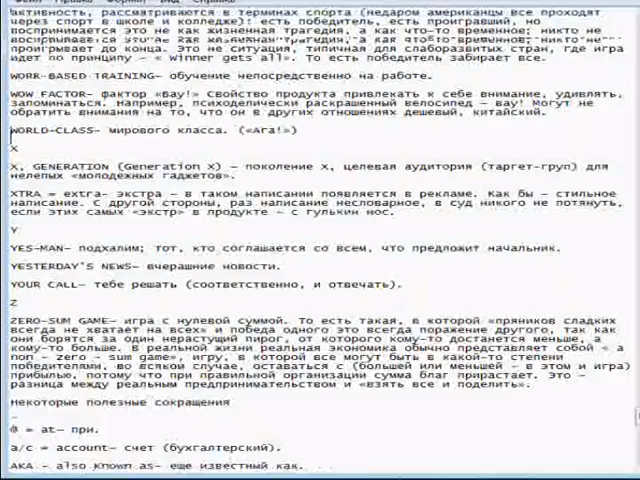 активность, рассматриваются в терминах спорта (недаром американцы все проходят
через спорт в школе и колледже): есть победитель, есть проигравший, но
воспринимается это не как жизненная трагедия, а как что-то временное; никто не
проигрывает до конца. Это не ситуация, типичная для слаборазвитых стран, где игра
идет по принципу – « winner gets all». То есть победитель забирает все.
WORK-BASED TRAINING– обучение непосредственно на работе.
WOW FACTOR– фактор «Вау!» Свойство продукта привлекать к себе внимание, удивлять,
запоминаться. Например, психоделически раскрашенный велосипед – вау! Могут не
обратить внимания на то, что он в других отношениях дешевый, китайский.
WORLD-CLASS– мирового класса. («Ага!»)
X
X, GENERATION (Generation X) – поколение X, целевая аудитория (таргет-груп) для
нелепых «молодежных гаджетов».
XTRA = extra– экстра – в таком написании появляется в рекламе. Как бы – стильное
написание. С другой стороны, раз написание несловарное, в суд никого не потянуть,
если этих самых «экстр» в продукте – с гулькин нос.
Y
YES-MAN– подхалим; тот, кто соглашается со всем, что предложит начальник.
YESTERDAY'S NEWS– вчерашние новости.
YOUR CALL– тебе решать (соответственно, и отвечать).
Z
ZERO-SUM GAME– игра с нулевой суммой. То есть такая, в которой «пряников сладких
всегда не хватает на всех» и победа одного это всегда поражение другого, так как
они борятся за один нерастущий пирог, от которого кому-то достанется меньше, а
кому-то больше. В реальной жизни реальная экономика обычно представляет собой « a
non – zero – sum game», игру, в которой все могут быть в какой-то степени
победителями, во всяком случае, оставаться с (большей или меньшей – в этом и игра)
прибылью, потому что при правильной организации сумма благ прирастает. Это –
разница между реальным предпринимательством и «взять все и поделить».
Некоторые полезные сокращения
–
@ = at– при.
a/c = account– счет (бухгалтерский).
AKA – also Known as– еще известный как.